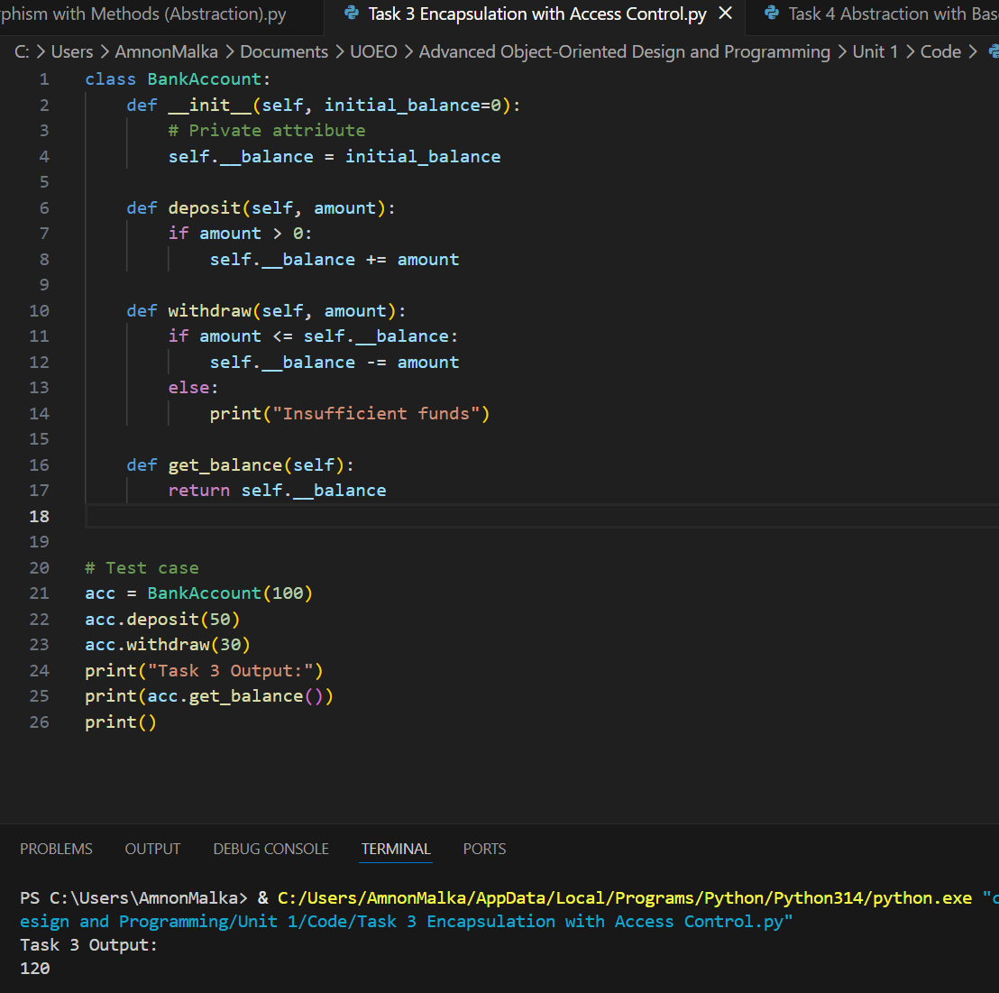 rphism with Methods (Abstraction).py Task 3 Encapsulation with Access Control.py Task 4 Abstraction with Bas
C: > Users > AmnonMalka > Documents > UOEO > Advanced Object-Oriented Design and Programming > Unit 1 > Code >
1 class BankAccount:
2     def __init__(self, initial_balance=0):
3         # Private attribute
4         self.__balance = initial_balance
5
6     def deposit(self, amount):
7         if amount > 0:
8             self.__balance += amount
9
10     def withdraw(self, amount):
11         if amount <= self.__balance:
12             self.__balance -= amount
13         else:
14             print("Insufficient funds")
15
16     def get_balance(self):
17         return self.__balance
18
19
20 # Test case
21 acc = BankAccount(100)
22 acc.deposit(50)
23 acc.withdraw(30)
24 print("Task 3 Output:")
25 print(acc.get_balance())
26 print()
PROBLEMS OUTPUT DEBUG CONSOLE TERMINAL PORTS
PS C:\Users\AmnonMalka> & C:/Users/AmnonMalka/AppData/Local/Programs/Python/Python314/python.exe "c
esign and Programming/Unit 1/Code/Task 3 Encapsulation with Access Control.py"
Task 3 Output:
120